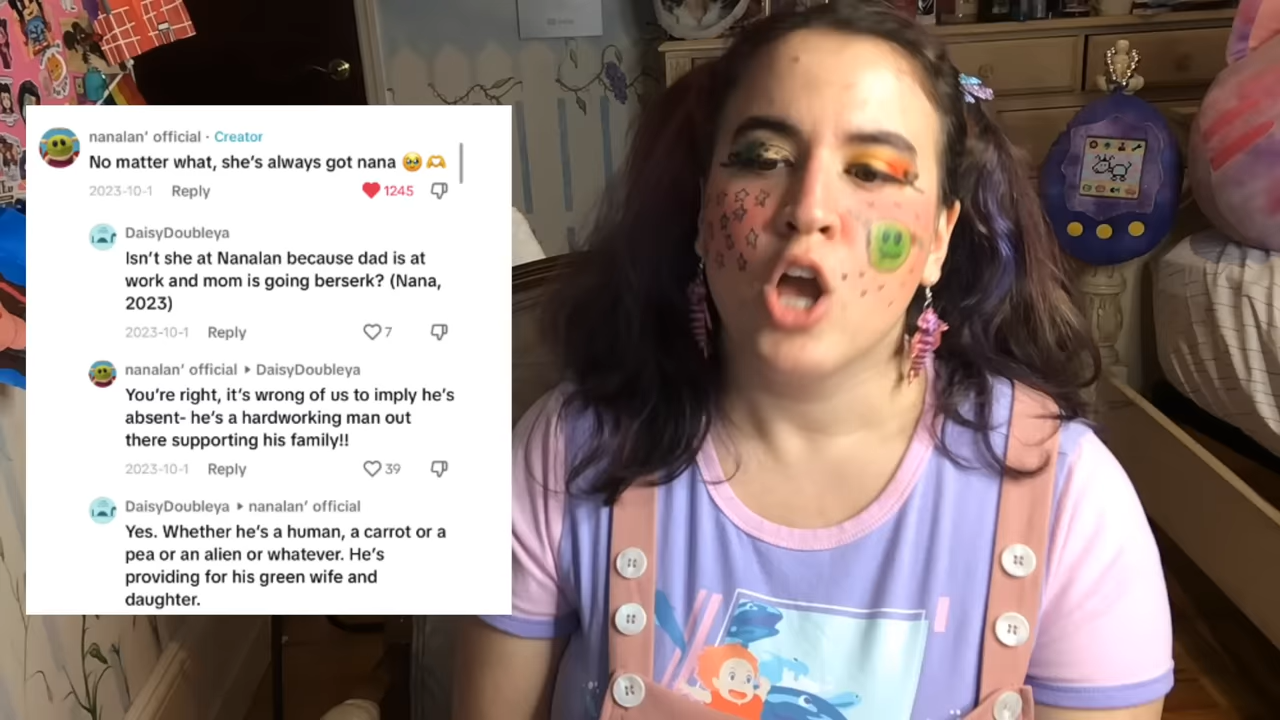 nanalan’ official · Creator
No matter what, she’s always got nana 🥹🫶
2023-10-1 Reply 1245
DaisyDoubleya
Isn’t she at Nanalan because dad is at
work and mom is going berserk? (Nana,
2023)
2023-10-1 Reply 7
nanalan’ official ▸ DaisyDoubleya
You’re right, it’s wrong of us to imply he’s
absent- he’s a hardworking man out
there supporting his family!!
2023-10-1 Reply 39
DaisyDoubleya ▸ nanalan’ official
Yes. Whether he’s a human, a carrot or a
pea or an alien or whatever. He’s
providing for his green wife and
daughter.